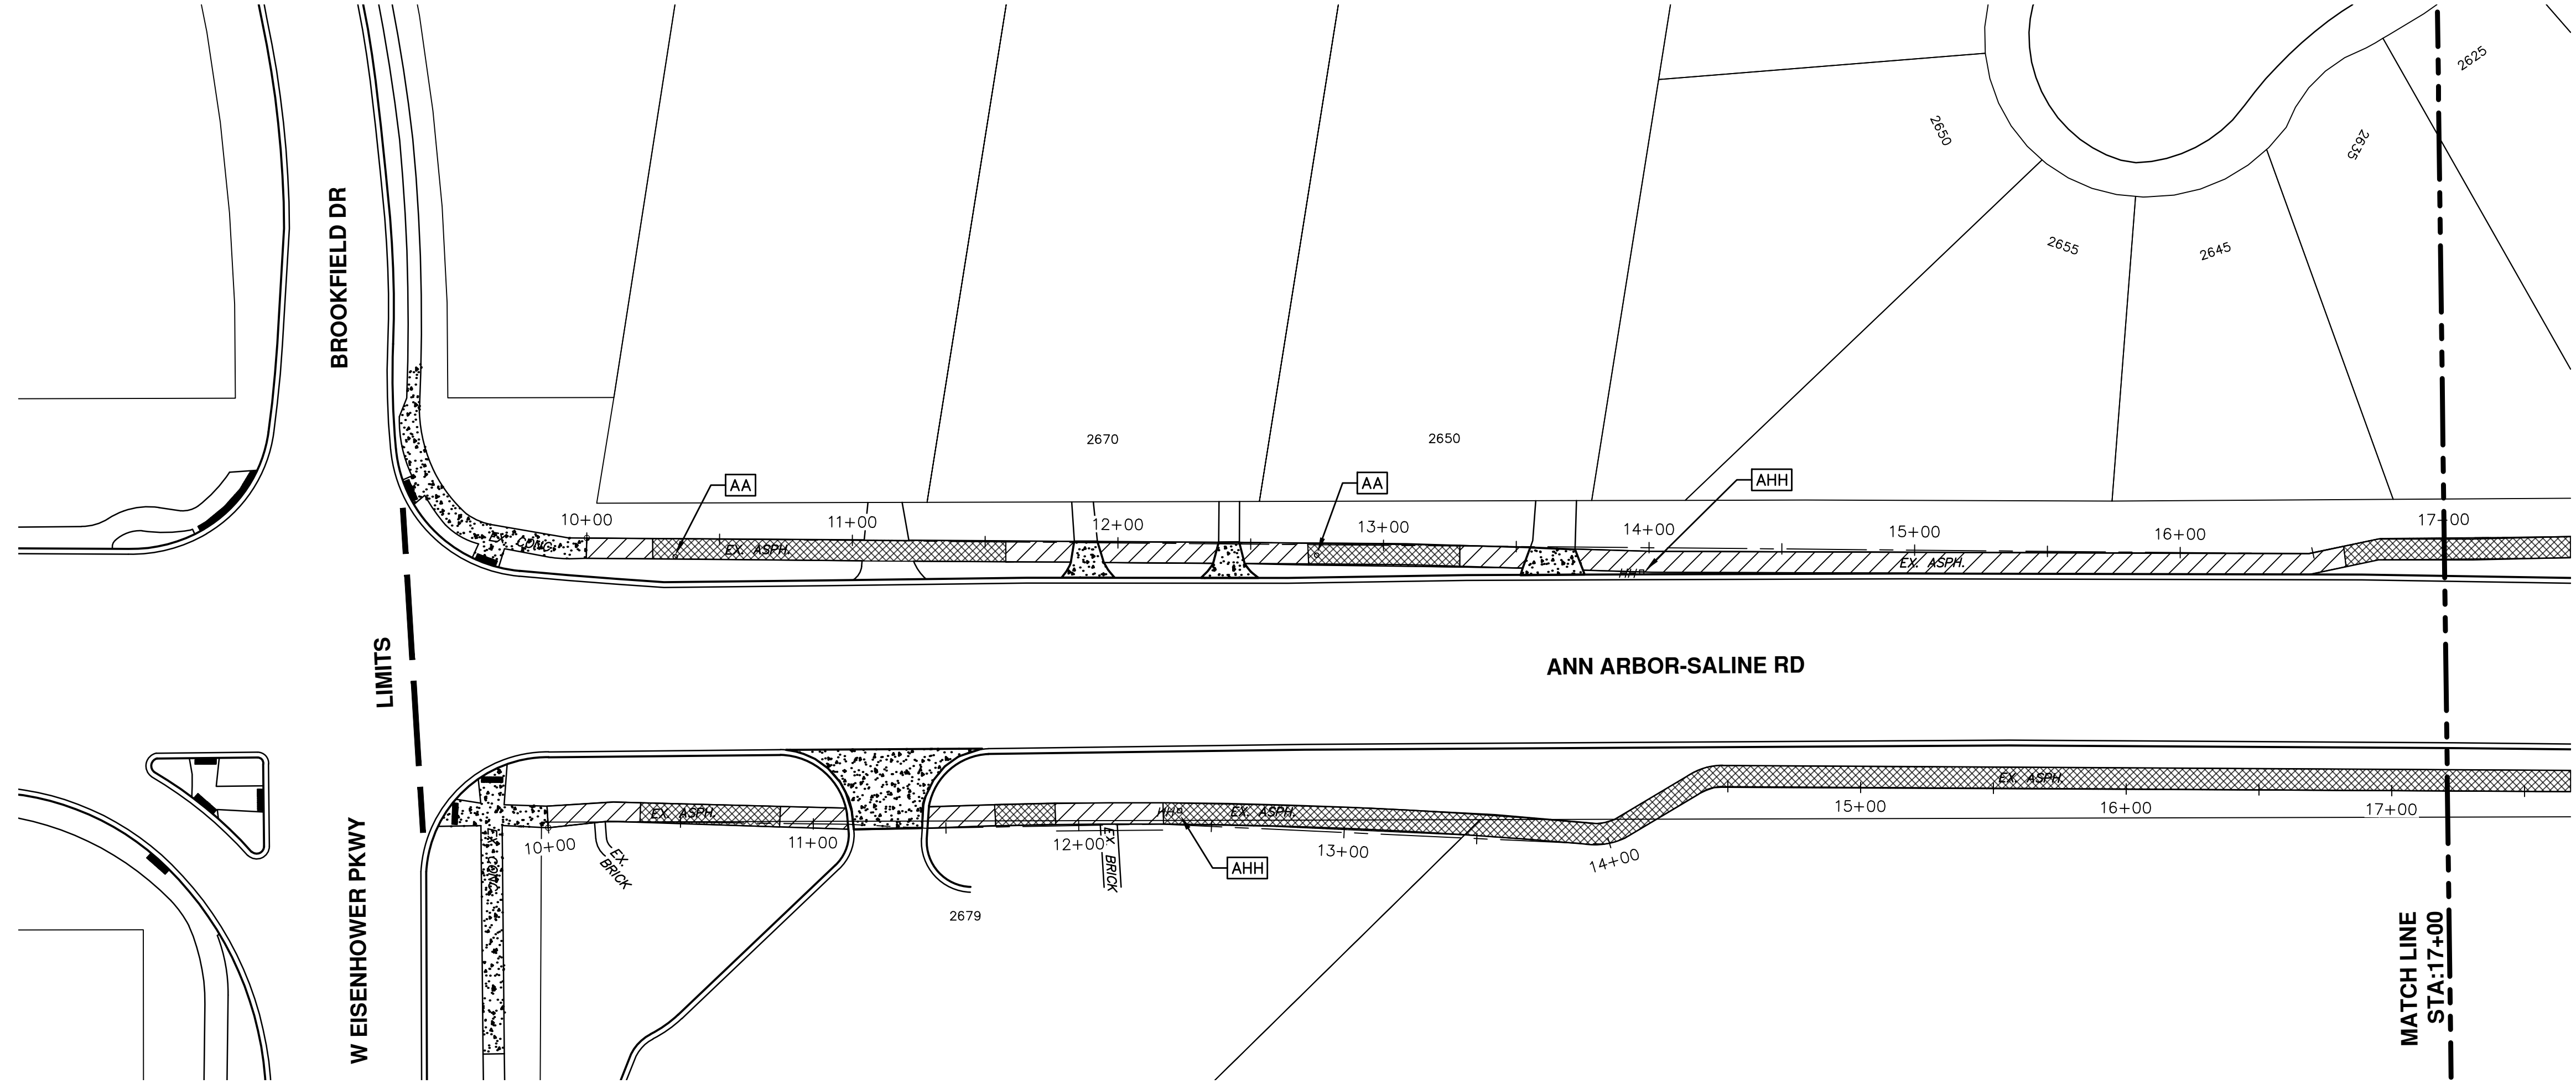 2625
2650
2635
BROOKFIELD DR
2655
2645
2670
2650
AA
AA
AHH
10+00
11+00
12+00
13+00
14+00
15+00
16+00
17+00
EX. CONC.
EX. ASPH.
EX. ASPH.
HH
LIMITS
ANN ARBOR-SALINE RD
EX. ASPH.
EX. ASPH.
HH
EX. ASPH.
10+00
11+00
12+00
13+00
14+00
15+00
16+00
17+00
EX.
BRICK
EX. BRICK
EX. CONC.
AHH
2679
W EISENHOWER PKWY
MATCH LINE
STA:17+00